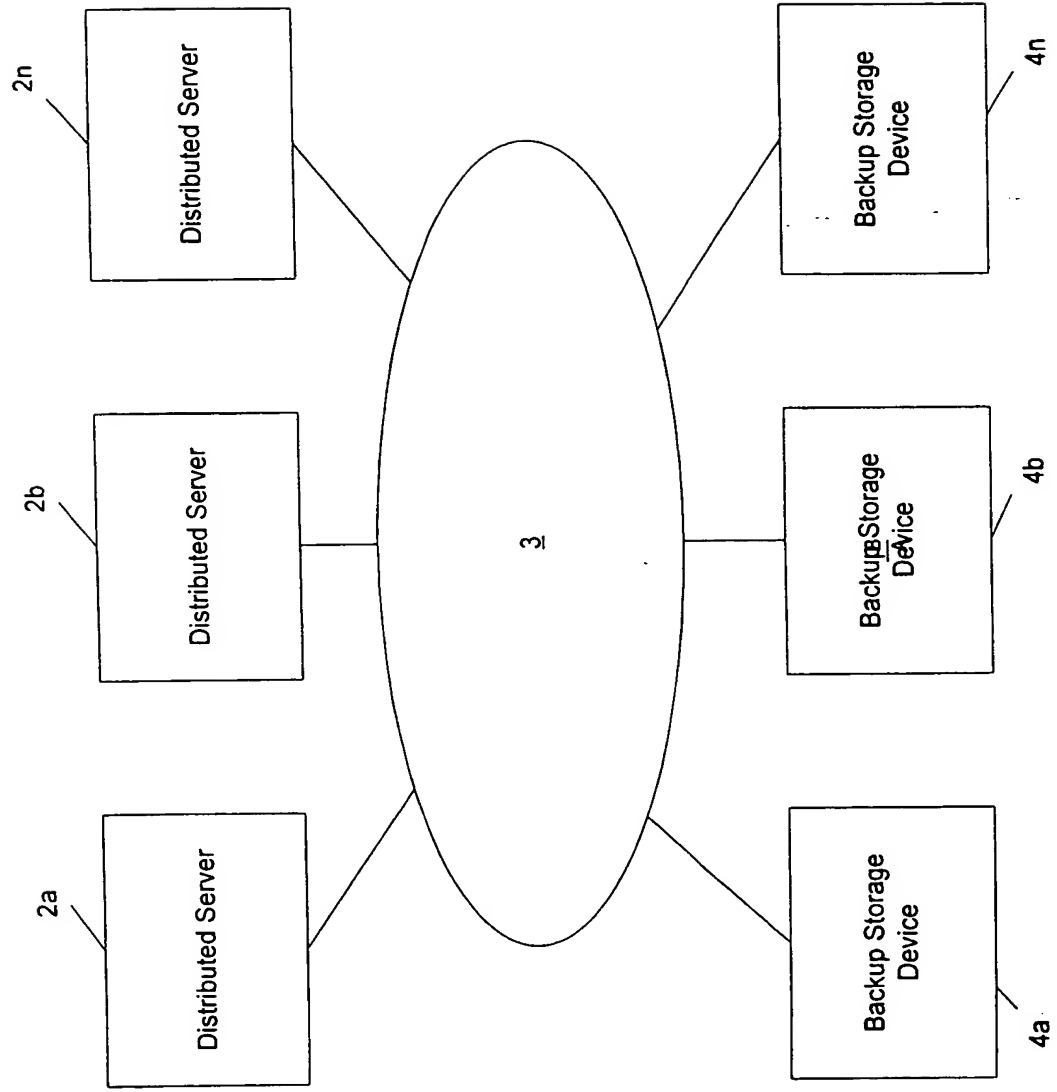 2a
2b
2n
Distributed Server
Distributed Server
Distributed Server
3
Backup Storage
Device
Backup Storage
Device
Backup Storage
Device
4a
4b
4n